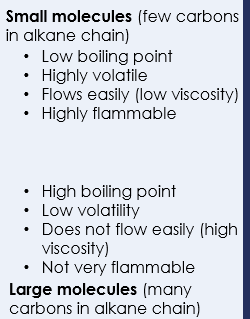 Small molecules (few carbons
in alkane chain)
• Low boiling point
• Highly volatile
• Flows easily (low viscosity)
• Highly flammable
• High boiling point
• Low volatility
• Does not flow easily (high
viscosity)
• Not very flammable
Large molecules (many
carbons in alkane chain)